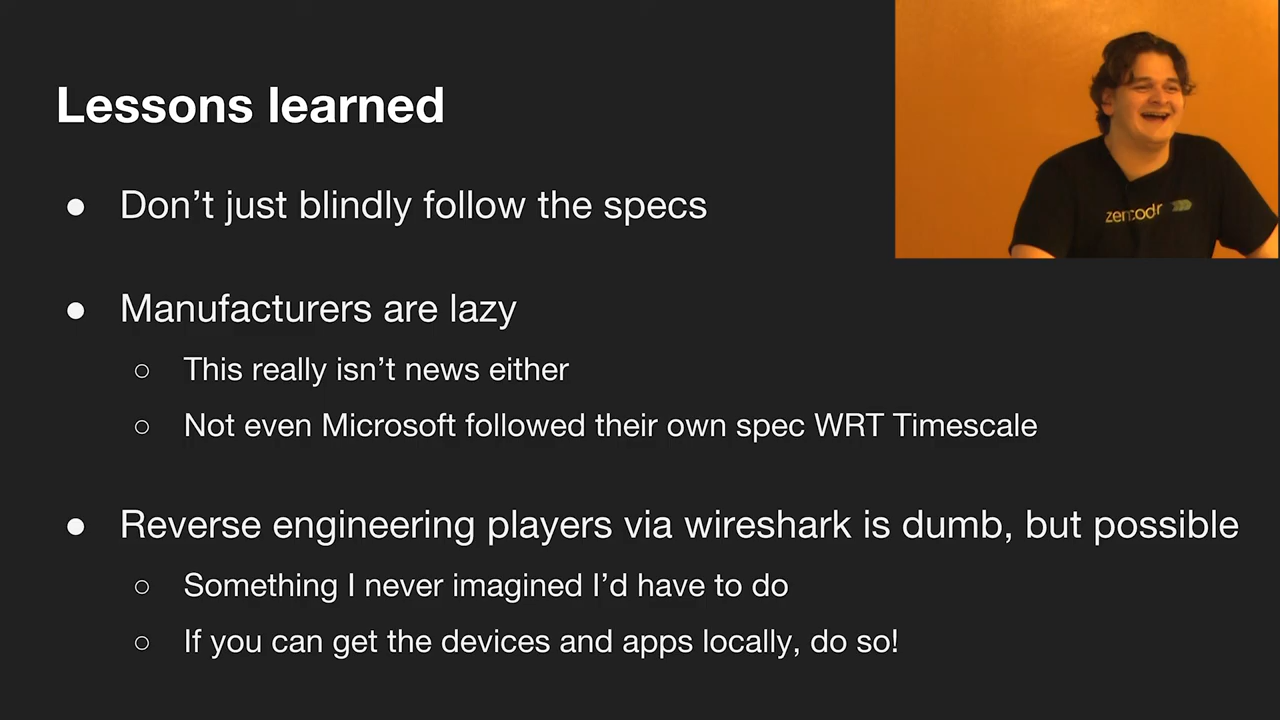 Lessons learned
● Don’t just blindly follow the specs
● Manufacturers are lazy
○ This really isn’t news either
○ Not even Microsoft followed their own spec WRT Timescale
● Reverse engineering players via wireshark is dumb, but possible
○ Something I never imagined I’d have to do
○ If you can get the devices and apps locally, do so!
zencodr